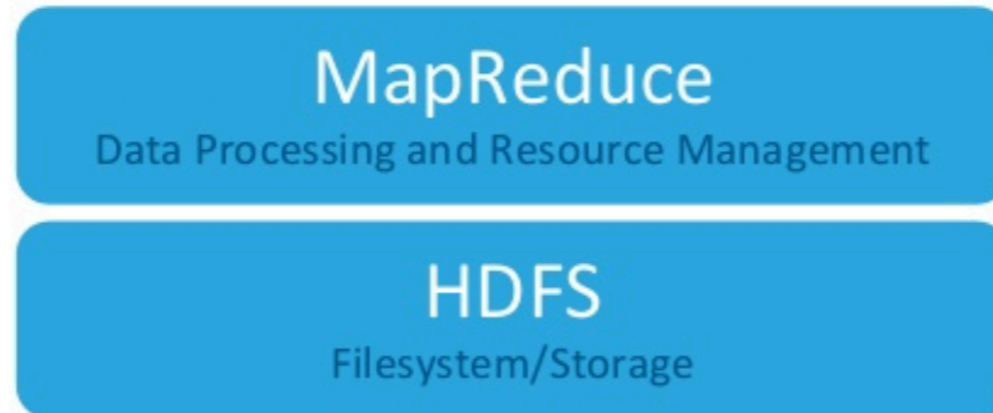 MapReduce
Data Processing and Resource Management
HDFS
Filesystem/Storage